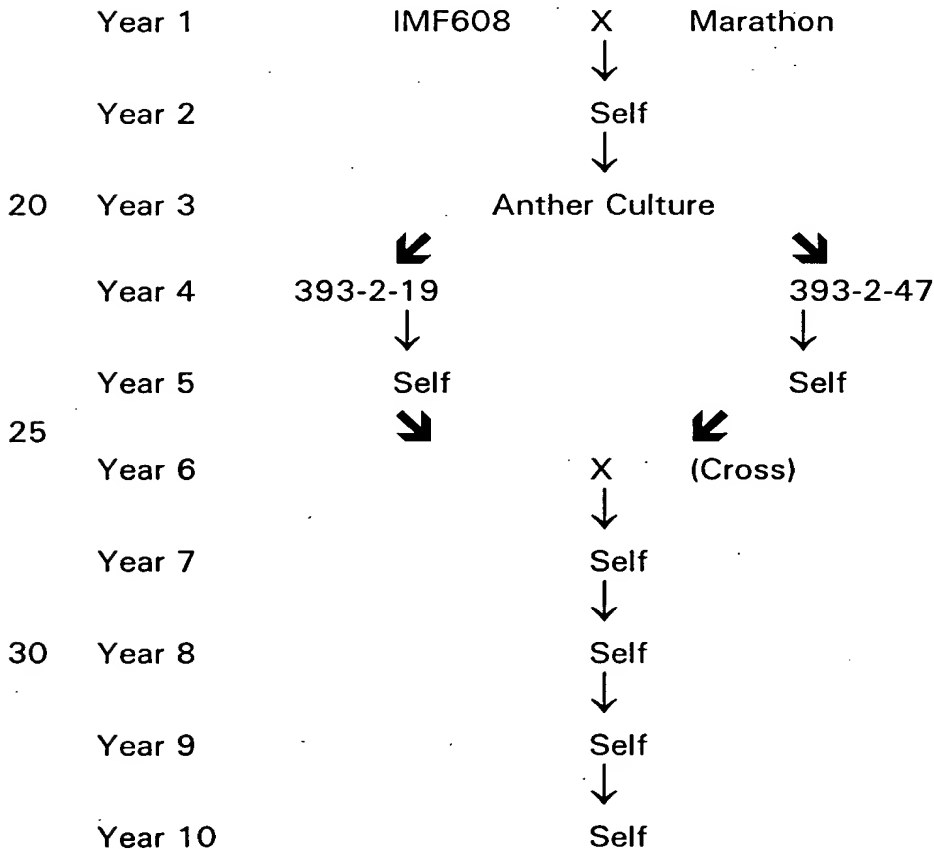 Year 1 IMF608 X Marathon
↓
Year 2 Self
↓
20 Year 3 Anther Culture
↙ ↘
Year 4 393-2-19 393-2-47
↓ ↓
Year 5 Self Self
25 ↘ ↙
Year 6 X (Cross)
↓
Year 7 Self
↓
30 Year 8 Self
↓
Year 9 Self
↓
Year 10 Self